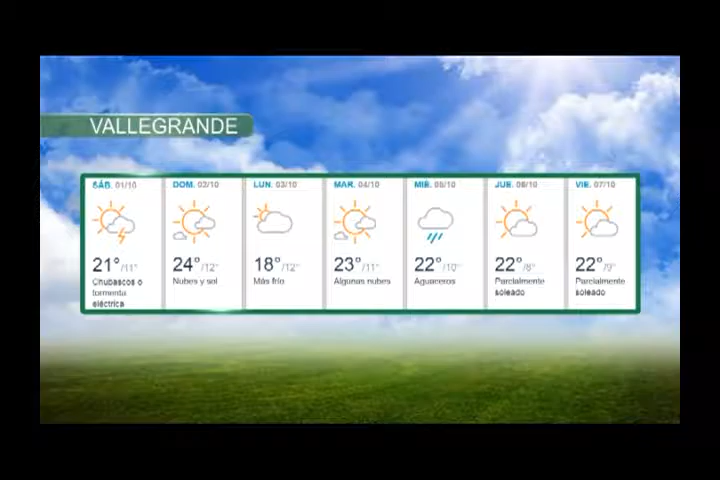 VALLEGRANDE
SÁB. 01/10
21°/11°
Chubascos o
tormenta
eléctrica
DOM. 02/10
24°/12°
Nubes y sol
LUN. 03/10
18°/12°
Más frío
MAR. 04/10
23°/11°
Algunas nubes
MIÉ. 05/10
22°/10°
Aguaceros
JUE. 06/10
22°/8°
Parcialmente
soleado
VIE. 07/10
22°/9°
Parcialmente
soleado